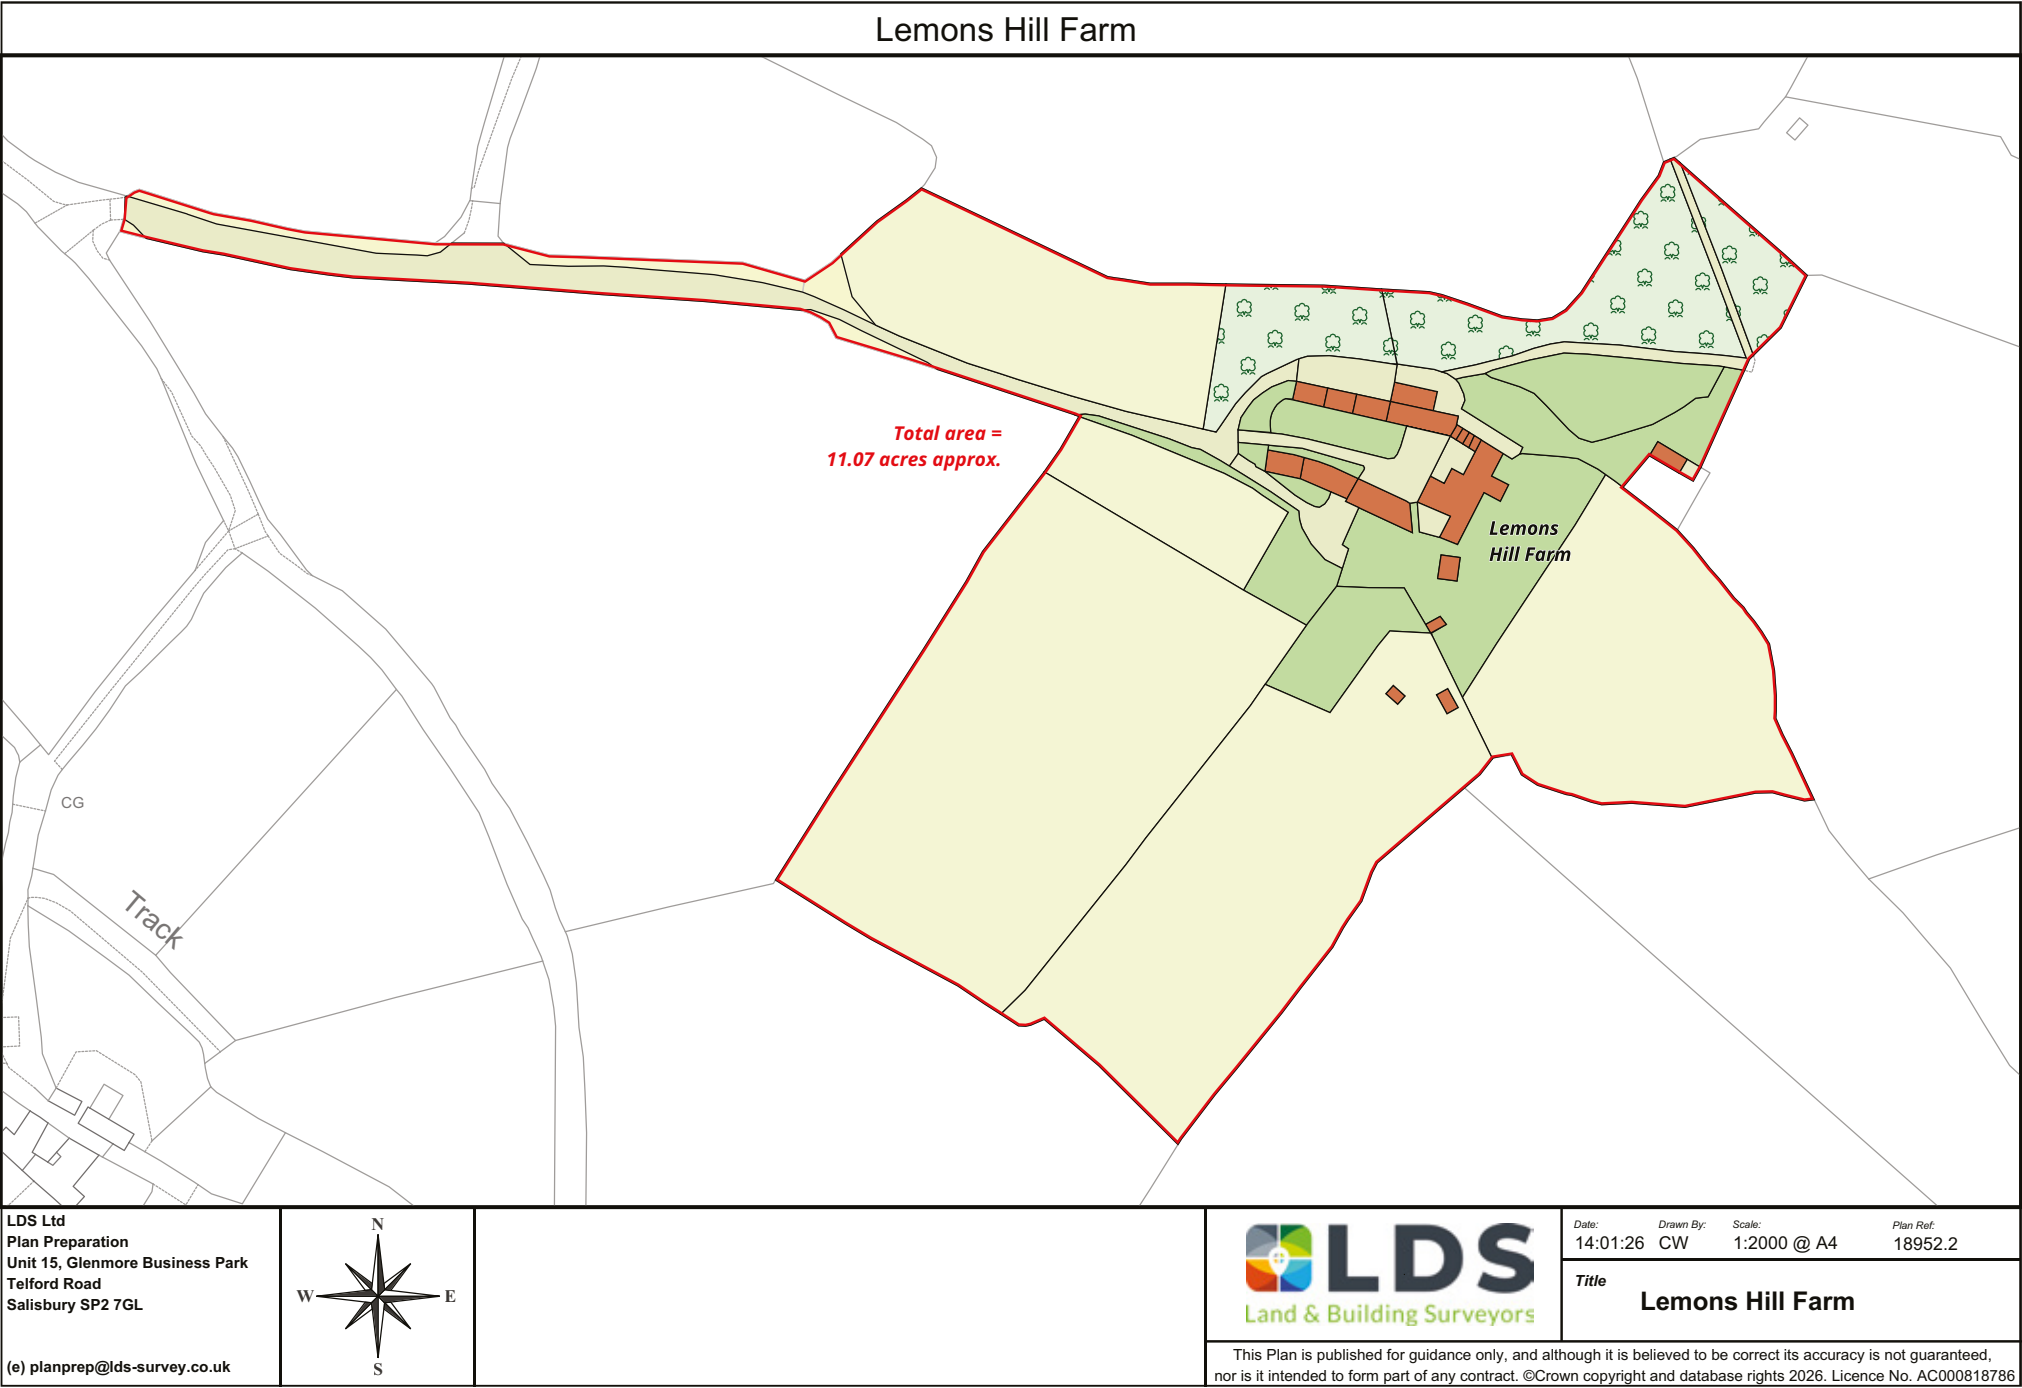 Lemons Hill Farm
Total area =
11.07 acres approx.
Lemons
Hill Farm
CG
Track
LDS Ltd
Plan Preparation
Unit 15, Glenmore Business Park
Telford Road
Salisbury SP2 7GL
(e) planprep@lds-survey.co.uk
N
W
E
S
LDS
Land & Building Surveyors
Date: Drawn By: Scale: Plan Ref:
14:01:26 CW 1:2000 @ A4 18952.2
Title
Lemons Hill Farm
This Plan is published for guidance only, and although it is believed to be correct its accuracy is not guaranteed,
nor is it intended to form part of any contract. ©Crown copyright and database rights 2026. Licence No. AC000818786